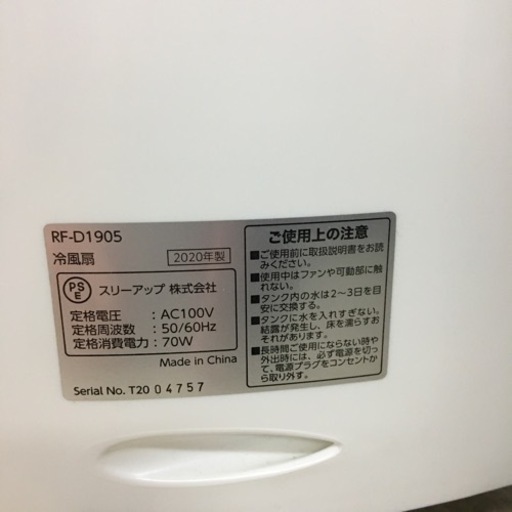 RF-D1905
冷風扇 2020年製
PSE スリーアップ 株式会社
定格電圧：AC100V
定格周波数：50/60Hz
定格消費電力：70W
Made in China
Serial No. T20 04757
ご使用上の注意
■ご使用前に取扱説明書をお読
みください。
■使用中はファンや可動部に触
れない。
■タンク内の水は2〜3日を目
安に交換する。
■タンクに水を入れすぎない。
結露が発生し、床を濡らすおそ
れがあります。
■長時間ご使用にならない時や
外出時には、必ず電源を切っ
て、電源プラグをコンセントか
ら取り外す。